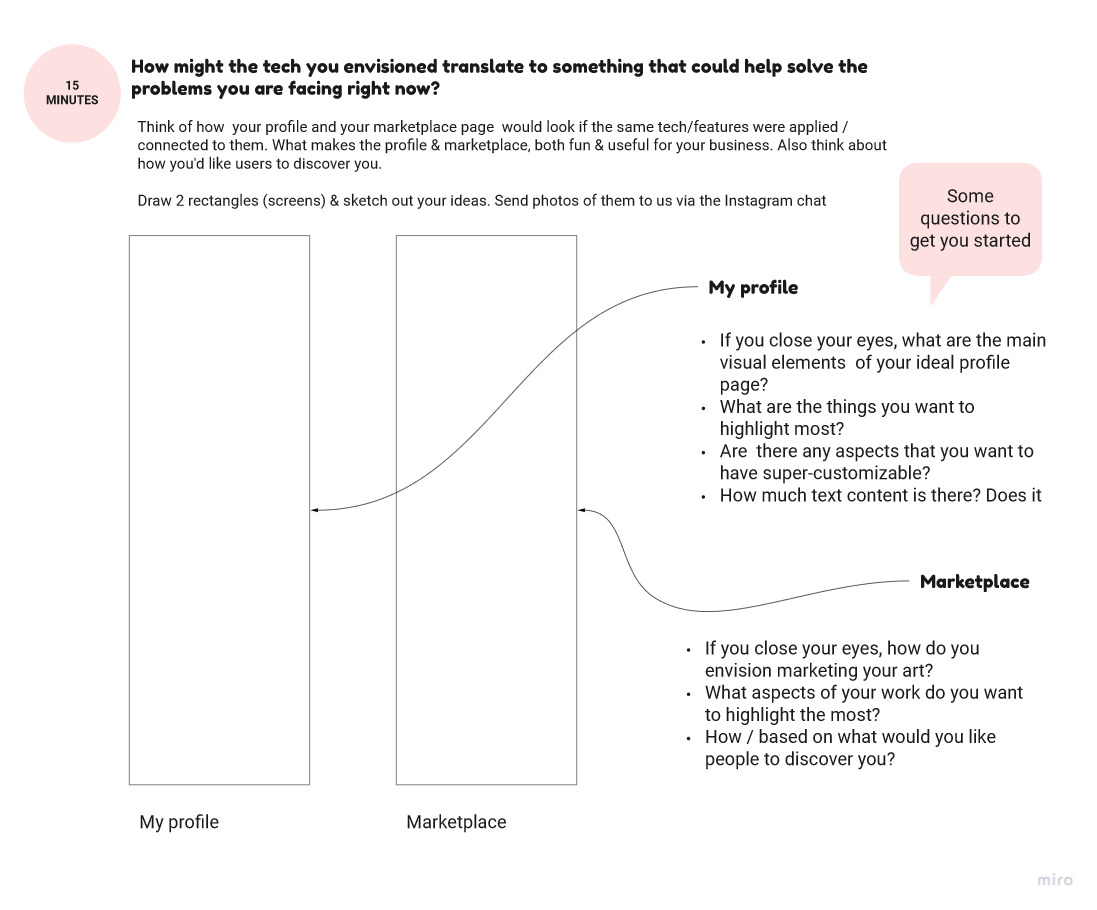 15
MINUTES
How might the tech you envisioned translate to something that could help solve the
problems you are facing right now?
Think of how  your profile and your marketplace page  would look if the same tech/features were applied /
connected to them. What makes the profile & marketplace, both fun & useful for your business. Also think about
how you'd like users to discover you.
Draw 2 rectangles (screens) & sketch out your ideas. Send photos of them to us via the Instagram chat
Some
questions to
get you started
My profile
• If you close your eyes, what are the main
visual elements  of your ideal profile
page?
• What are the things you want to
highlight most?
• Are  there any aspects that you want to
have super-customizable?
• How much text content is there? Does it
Marketplace
• If you close your eyes, how do you
envision marketing your art?
• What aspects of your work do you want
to highlight the most?
• How / based on what would you like
people to discover you?
My profile
Marketplace
miro